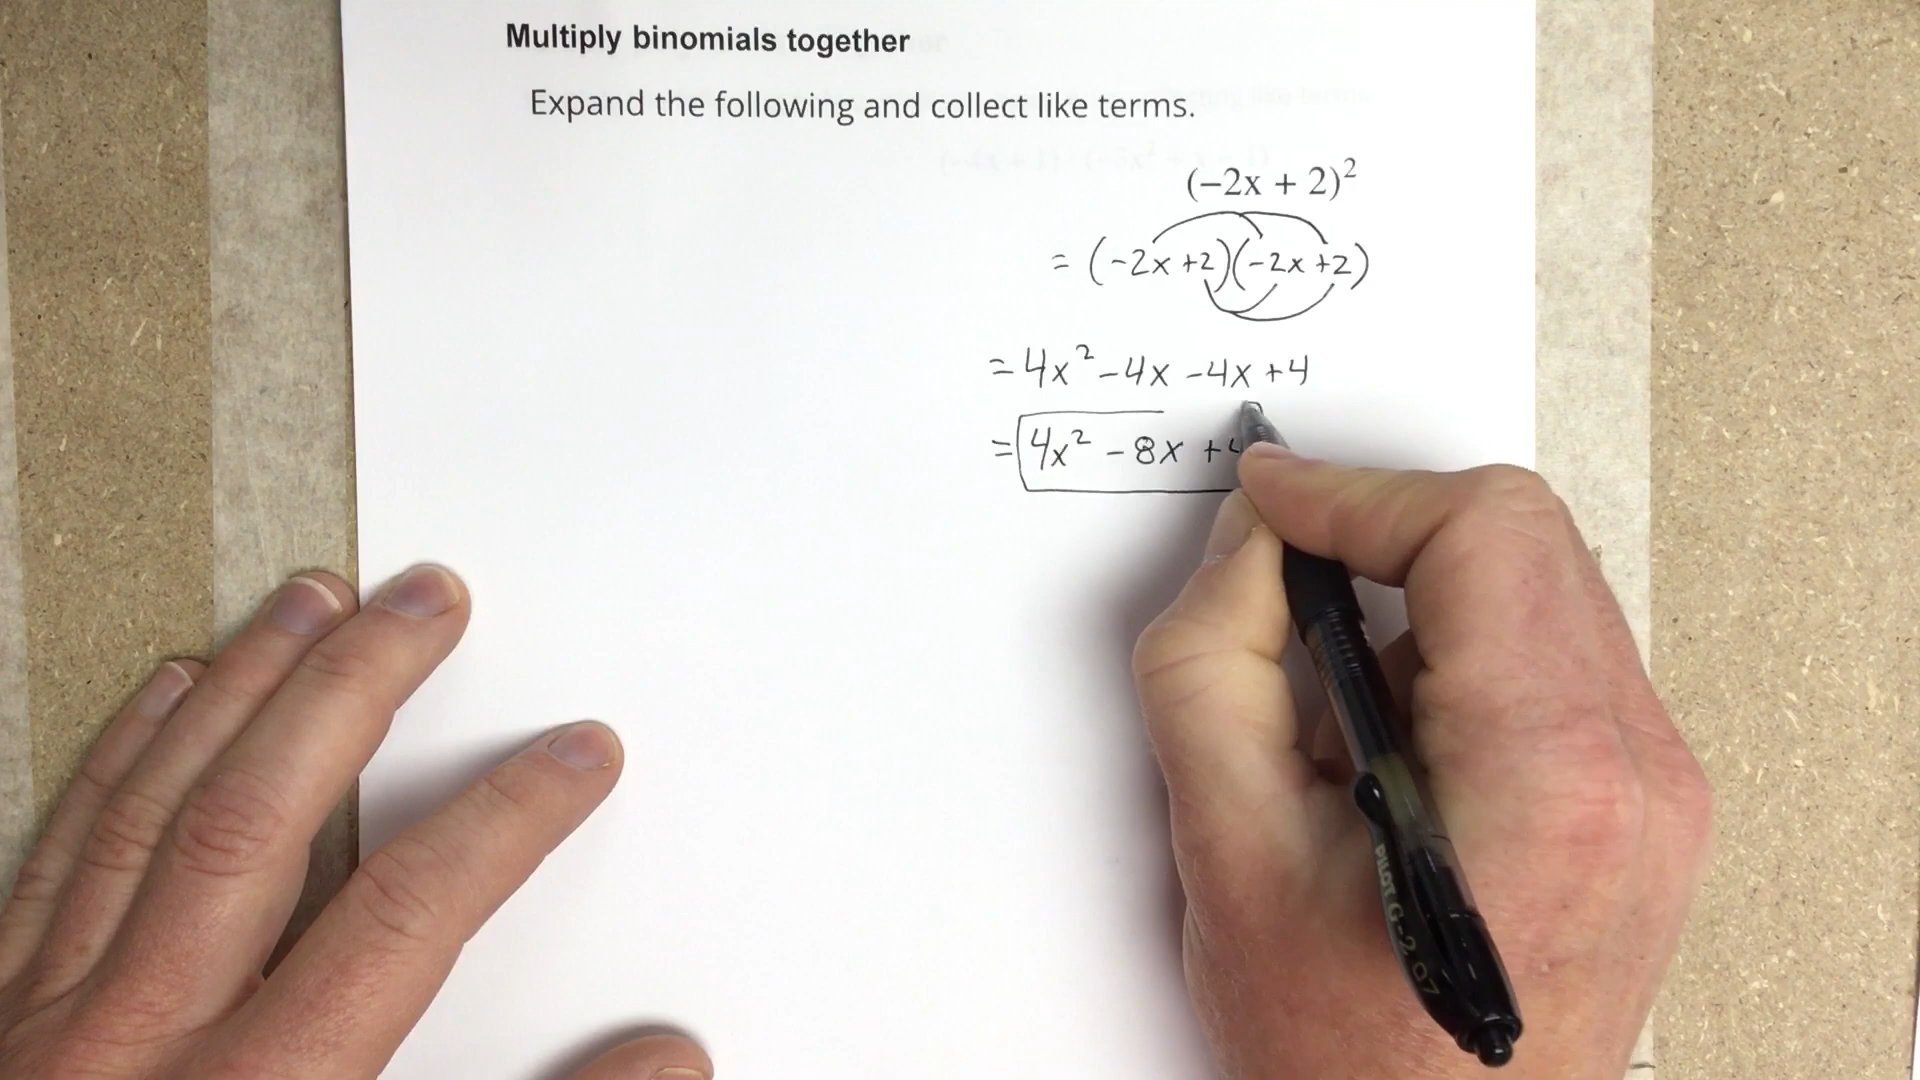 Multiply binomials together
Expand the following and collect like terms.
(−2x + 2)²
= (-2x +2)(-2x +2)
= 4x² -4x -4x +4
= 4x² - 8x +4
PILOT G-2 07